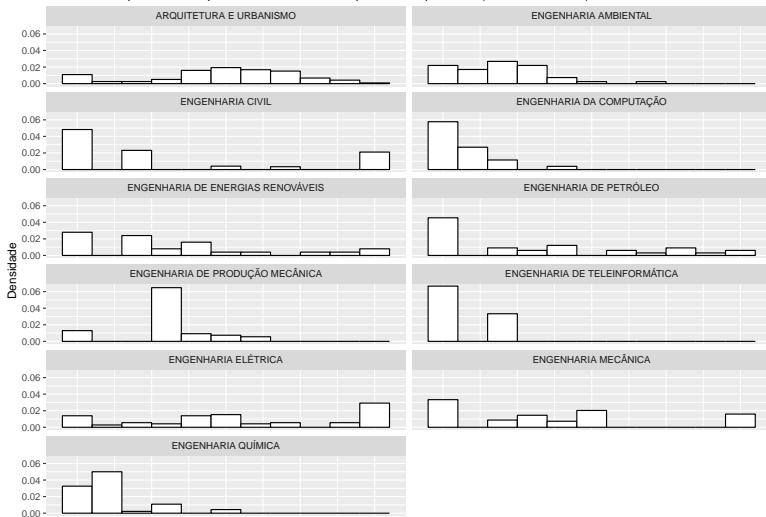 ARQUITETURA E URBANISMO
ENGENHARIA AMBIENTAL
0.06
0.04
0.02
0.00
ENGENHARIA CIVIL
ENGENHARIA DA COMPUTAÇÃO
0.06
0.04
0.02
0.00
ENGENHARIA DE ENERGIAS RENOVÁVEIS
ENGENHARIA DE PETRÓLEO
0.06
0.04
0.02
0.00
Densidade
ENGENHARIA DE PRODUÇÃO MECÂNICA
ENGENHARIA DE TELEINFORMÁTICA
0.06
0.04
0.02
0.00
ENGENHARIA ELÉTRICA
ENGENHARIA MECÂNICA
0.06
0.04
0.02
0.00
ENGENHARIA QUÍMICA
0.06
0.04
0.02
0.00